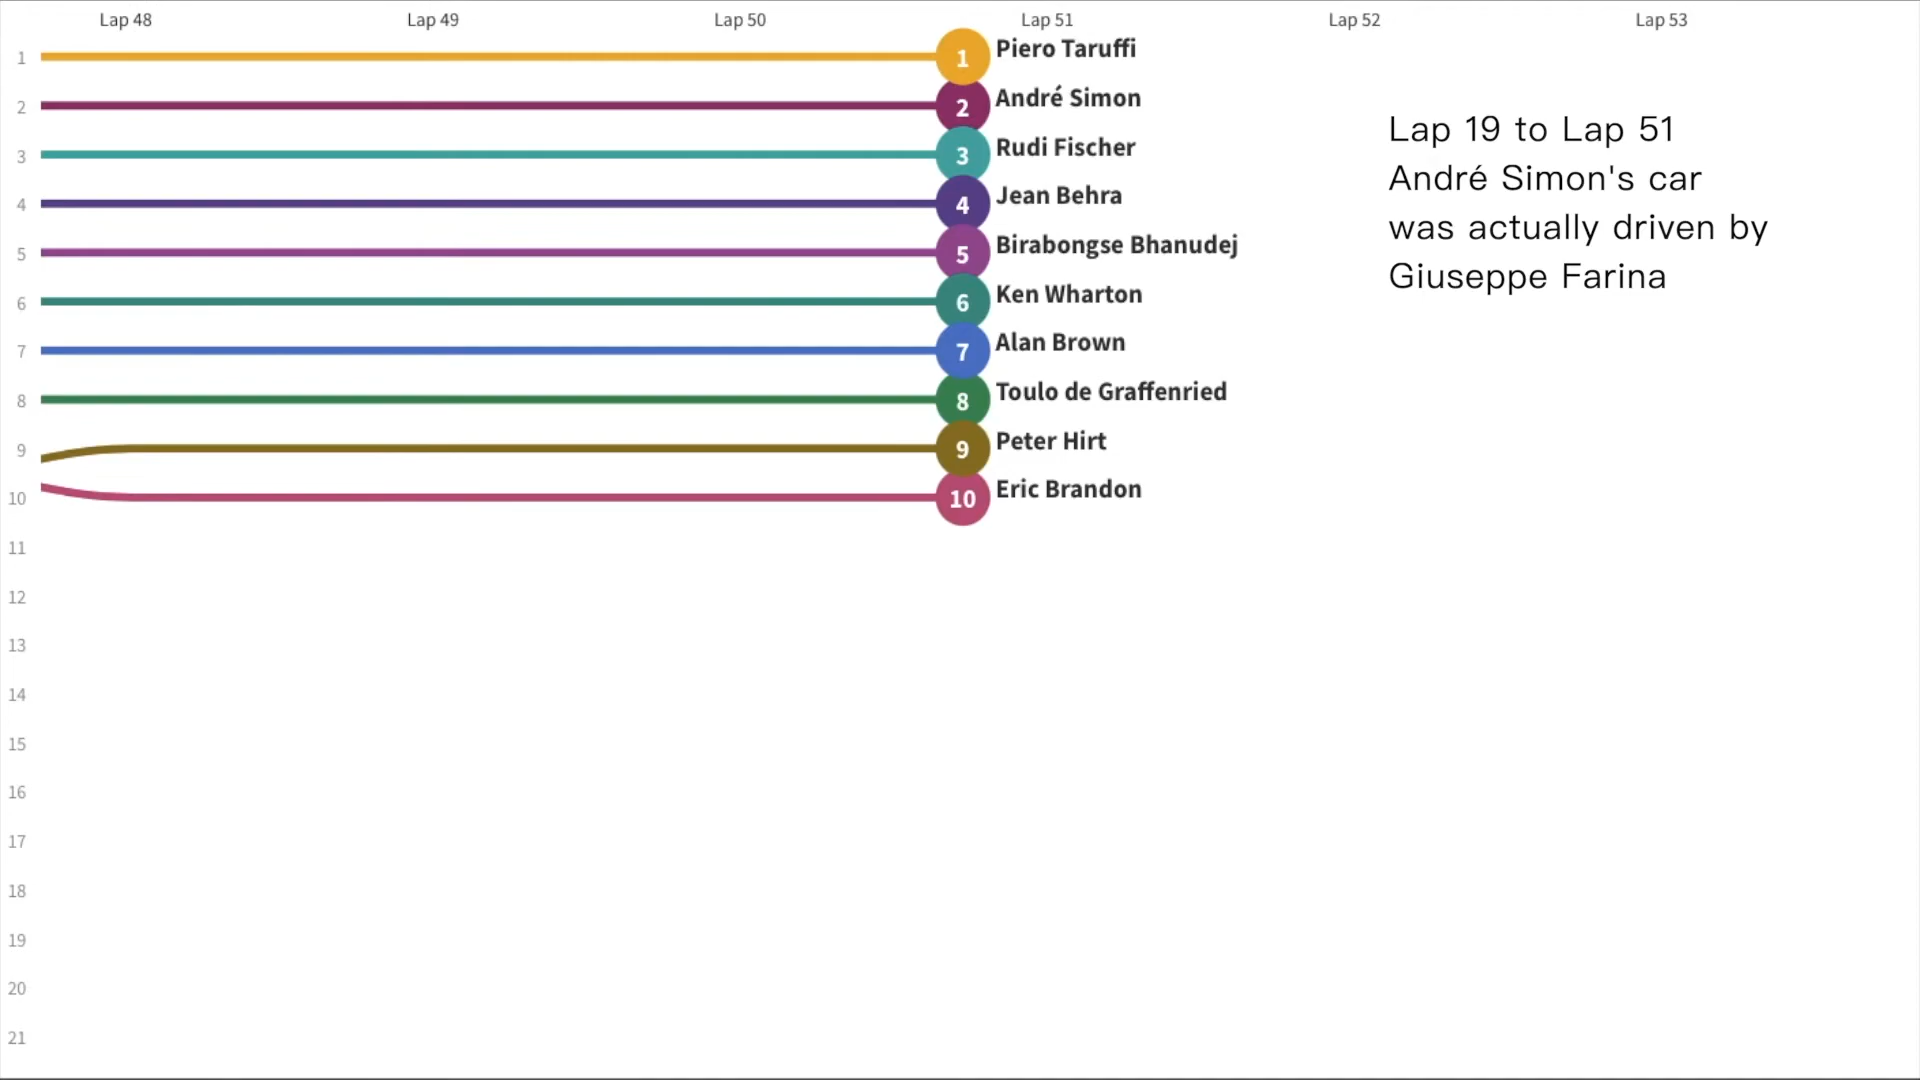 Lap 48 Lap 49 Lap 50 Lap 51 Lap 52 Lap 53
1 1 Piero Taruffi
2 2 André Simon
3 3 Rudi Fischer
4 4 Jean Behra
5 5 Birabongse Bhanudej
6 6 Ken Wharton
7 7 Alan Brown
8 8 Toulo de Graffenried
9 9 Peter Hirt
10 10 Eric Brandon
11
12
13
14
15
16
17
18
19
20
21
Lap 19 to Lap 51
André Simon's car
was actually driven by
Giuseppe Farina